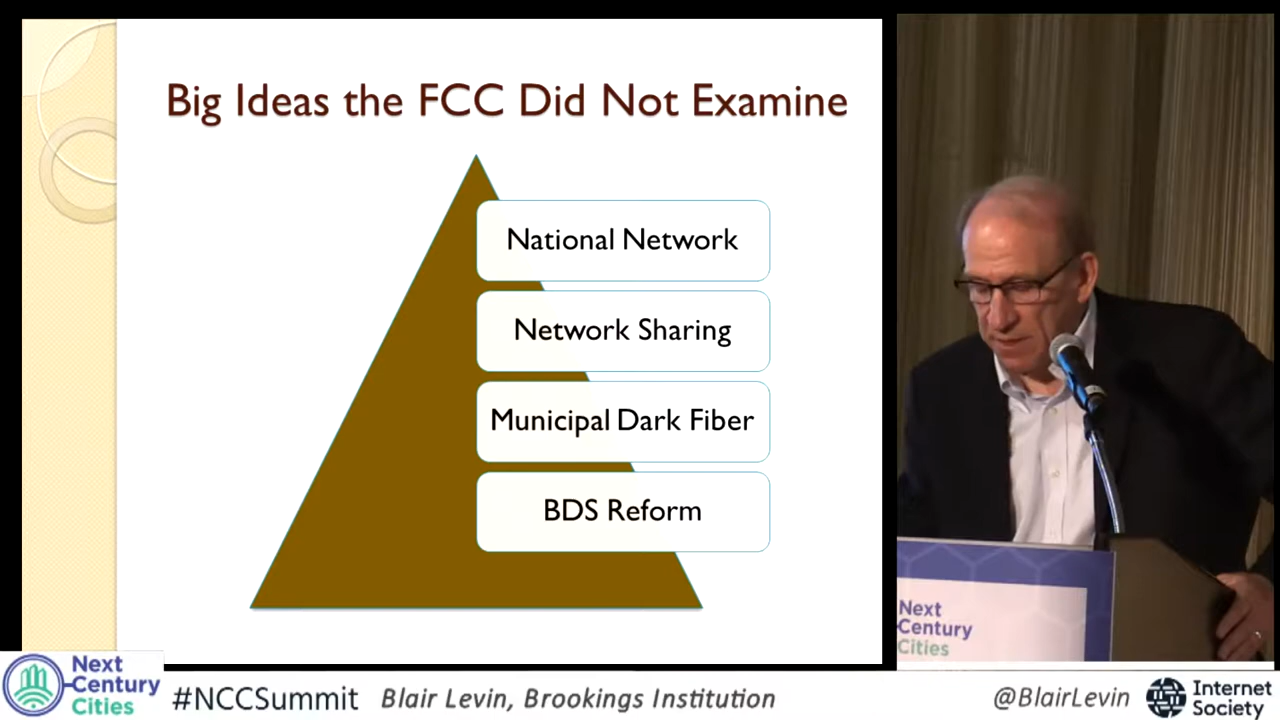 Big Ideas the FCC Did Not Examine
National Network
Network Sharing
Municipal Dark Fiber
BDS Reform
Next
Century
Cities
Next
Century
Cities
#NCCSummit
Blair Levin, Brookings Institution
@BlairLevin
Internet
Society